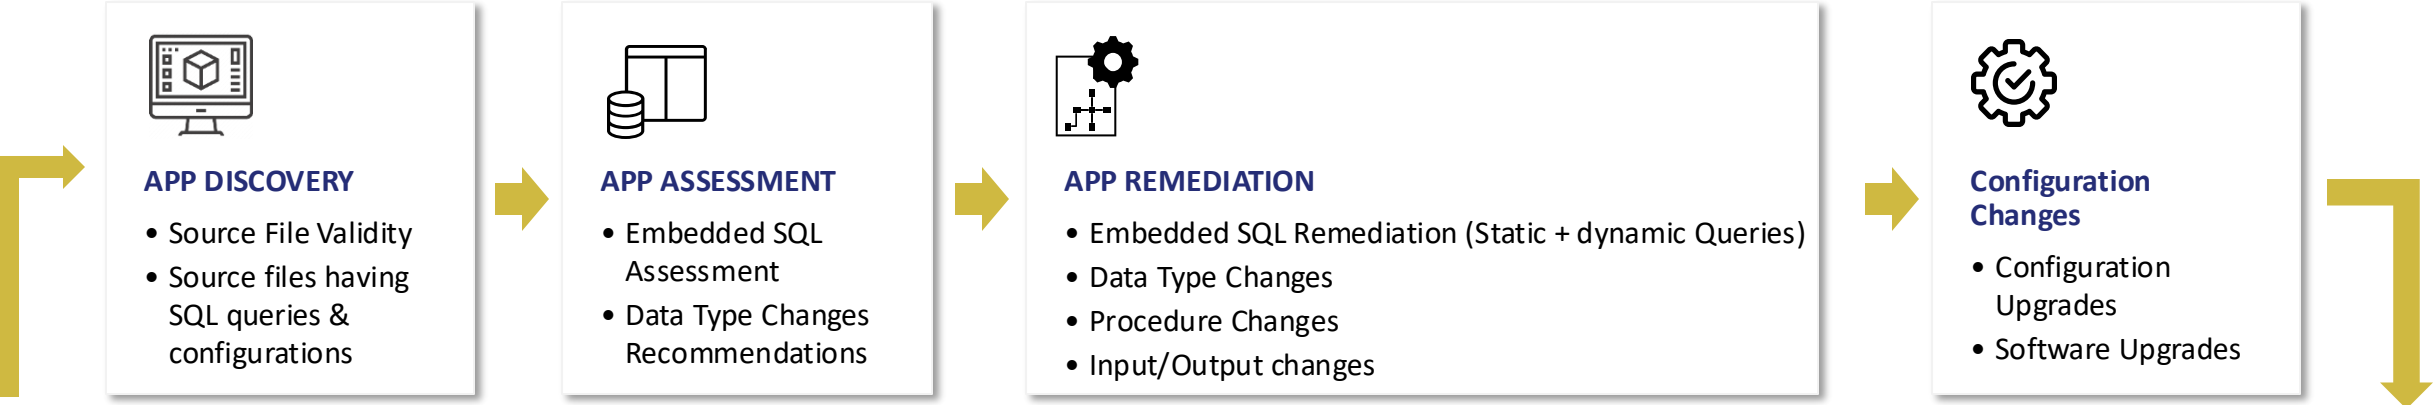 APP DISCOVERY
• Source File Validity
• Source files having
SQL queries &
configurations
APP ASSESSMENT
• Embedded SQL
Assessment
• Data Type Changes
Recommendations
APP REMEDIATION
• Embedded SQL Remediation (Static + dynamic Queries)
• Data Type Changes
• Procedure Changes
• Input/Output changes
Configuration
Changes
• Configuration
Upgrades
• Software Upgrades